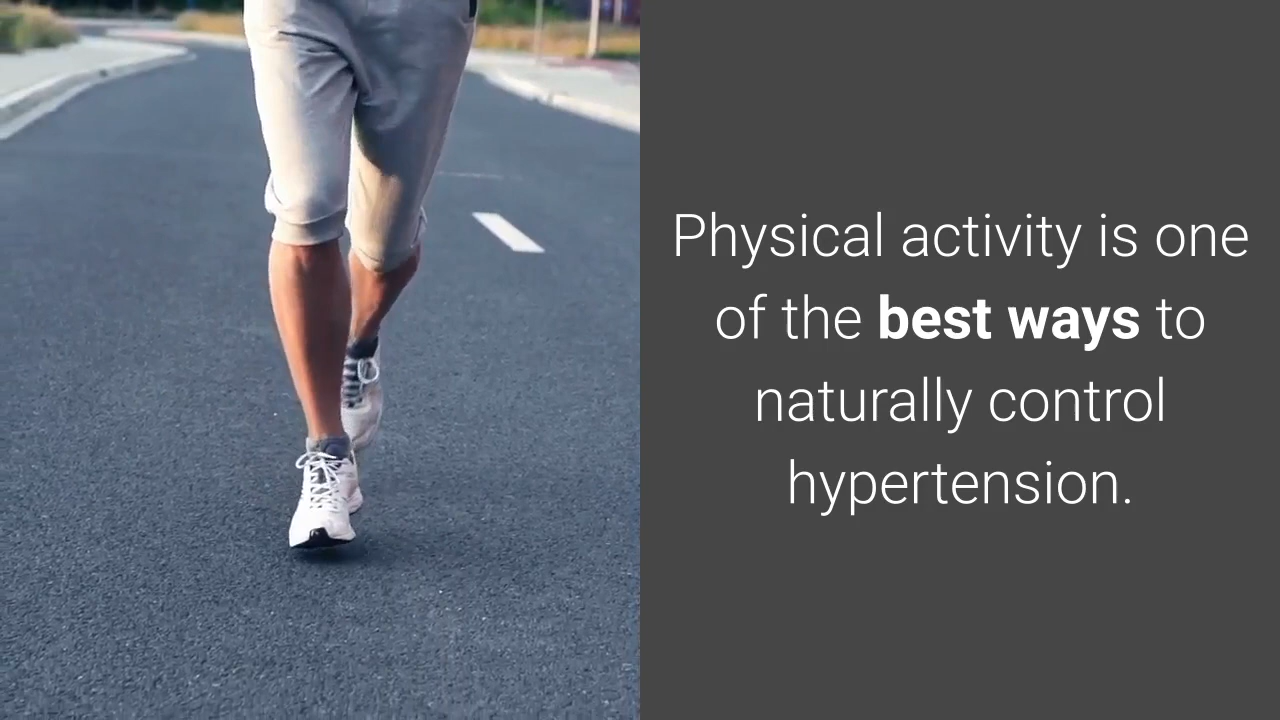 Physical activity is one
of the best ways to
naturally control
hypertension.